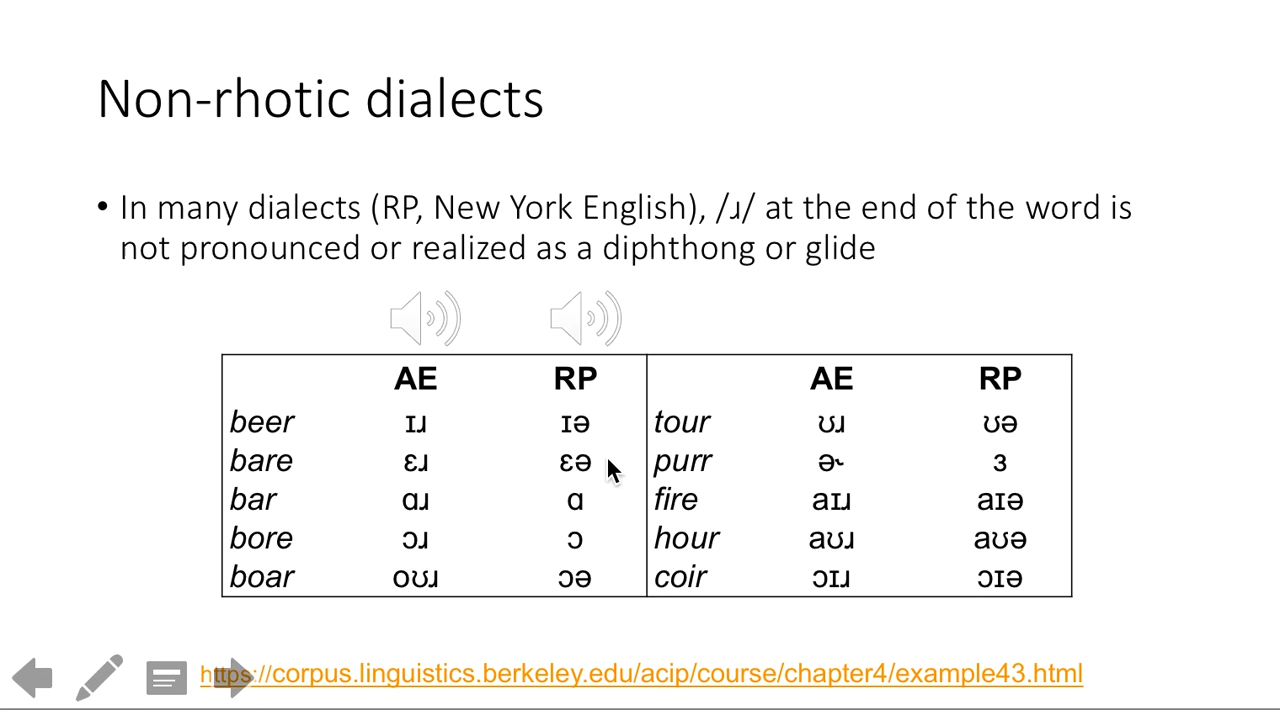 Non-rhotic dialects
• In many dialects (RP, New York English), /ɹ/ at the end of the word is
not pronounced or realized as a diphthong or glide
AE RP AE RP
beer ɪɹ ɪə tour ʊɹ ʊə
bare ɛɹ ɛə purr ɚ ɜ
bar ɑɹ ɑ fire aɪɹ aɪə
bore ɔɹ ɔ hour aʊɹ aʊə
boar oʊɹ ɔə coir ɔɪɹ ɔɪə
https://corpus.linguistics.berkeley.edu/acip/course/chapter4/example43.html